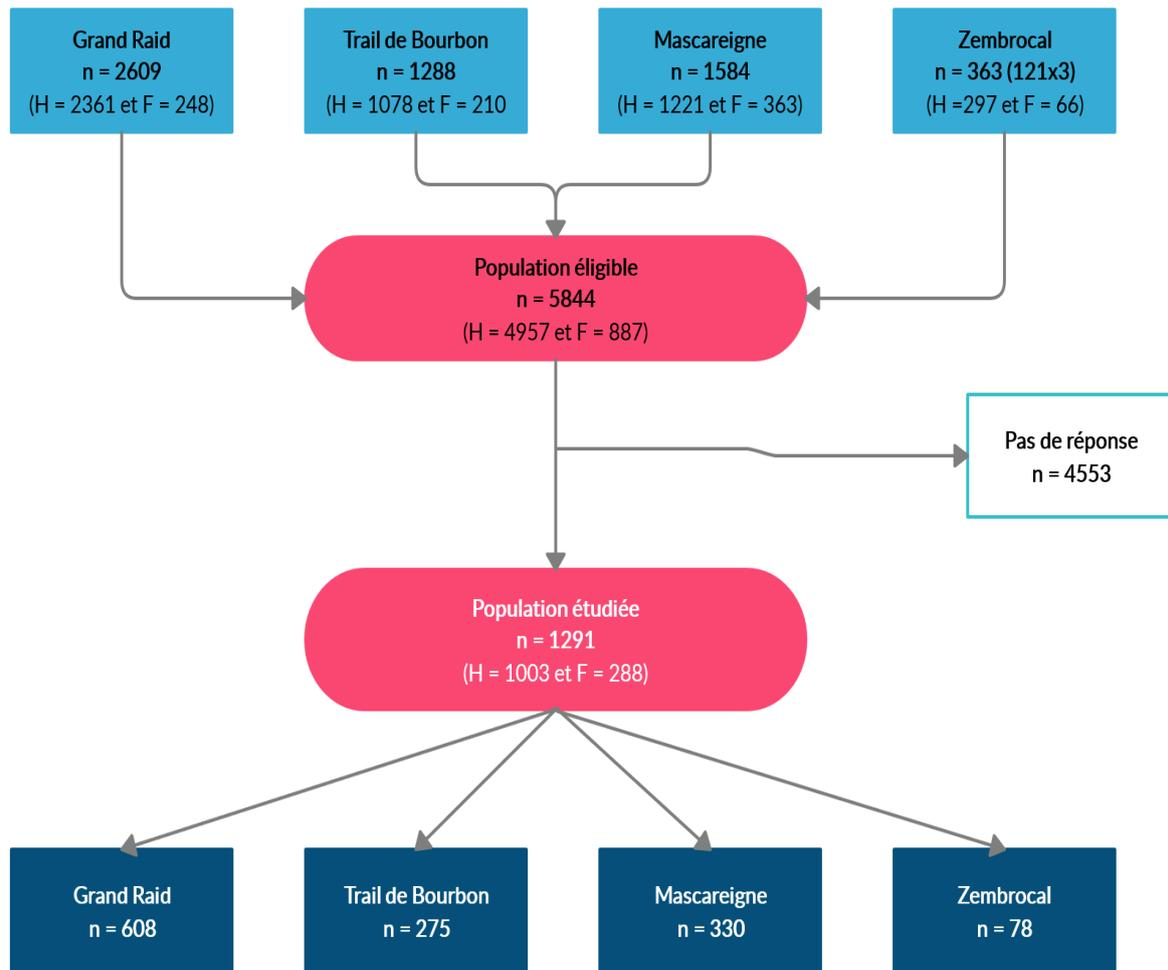 Grand Raid
n = 2609
(H = 2361 et F = 248)
Trail de Bourbon
n = 1288
(H = 1078 et F = 210
Mascareigne
n = 1584
(H = 1221 et F = 363)
Zembrocal
n = 363 (121x3)
(H =297 et F = 66)
Population éligible
n = 5844
(H = 4957 et F = 887)
Pas de réponse
n = 4553
Population étudiée
n = 1291
(H = 1003 et F = 288)
Grand Raid
n = 608
Trail de Bourbon
n = 275
Mascareigne
n = 330
Zembrocal
n = 78